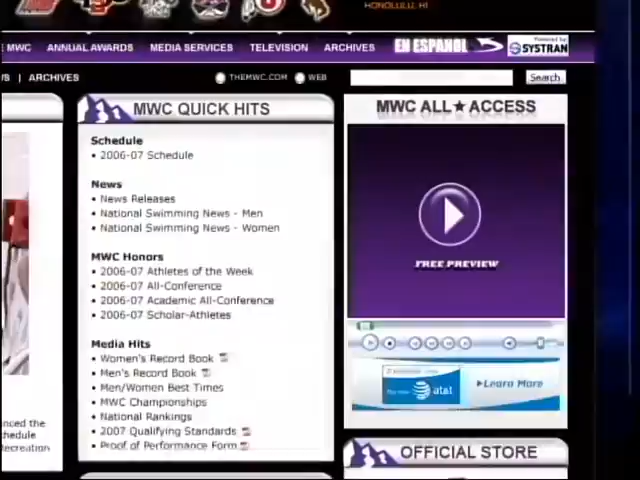 HONOLULU, HI
MWC ANNUAL AWARDS MEDIA SERVICES TELEVISION ARCHIVES EN ESPAÑOL Powered by SYSTRAN
| ARCHIVES THEMWC.COM WEB Search
MWC QUICK HITS
Schedule
• 2006-07 Schedule
News
• News Releases
• National Swimming News - Men
• National Swimming News - Women
MWC Honors
• 2006-07 Athletes of the Week
• 2006-07 All-Conference
• 2006-07 Academic All-Conference
• 2006-07 Scholar-Athletes
Media Hits
• Women's Record Book
• Men's Record Book
• Men/Women Best Times
• MWC Championships
• National Rankings
• 2007 Qualifying Standards
• Proof of Performance Form
MWC ALL★ACCESS
FREE PREVIEW
at&t
Learn More
OFFICIAL STORE
nced the
chedule
Recreation